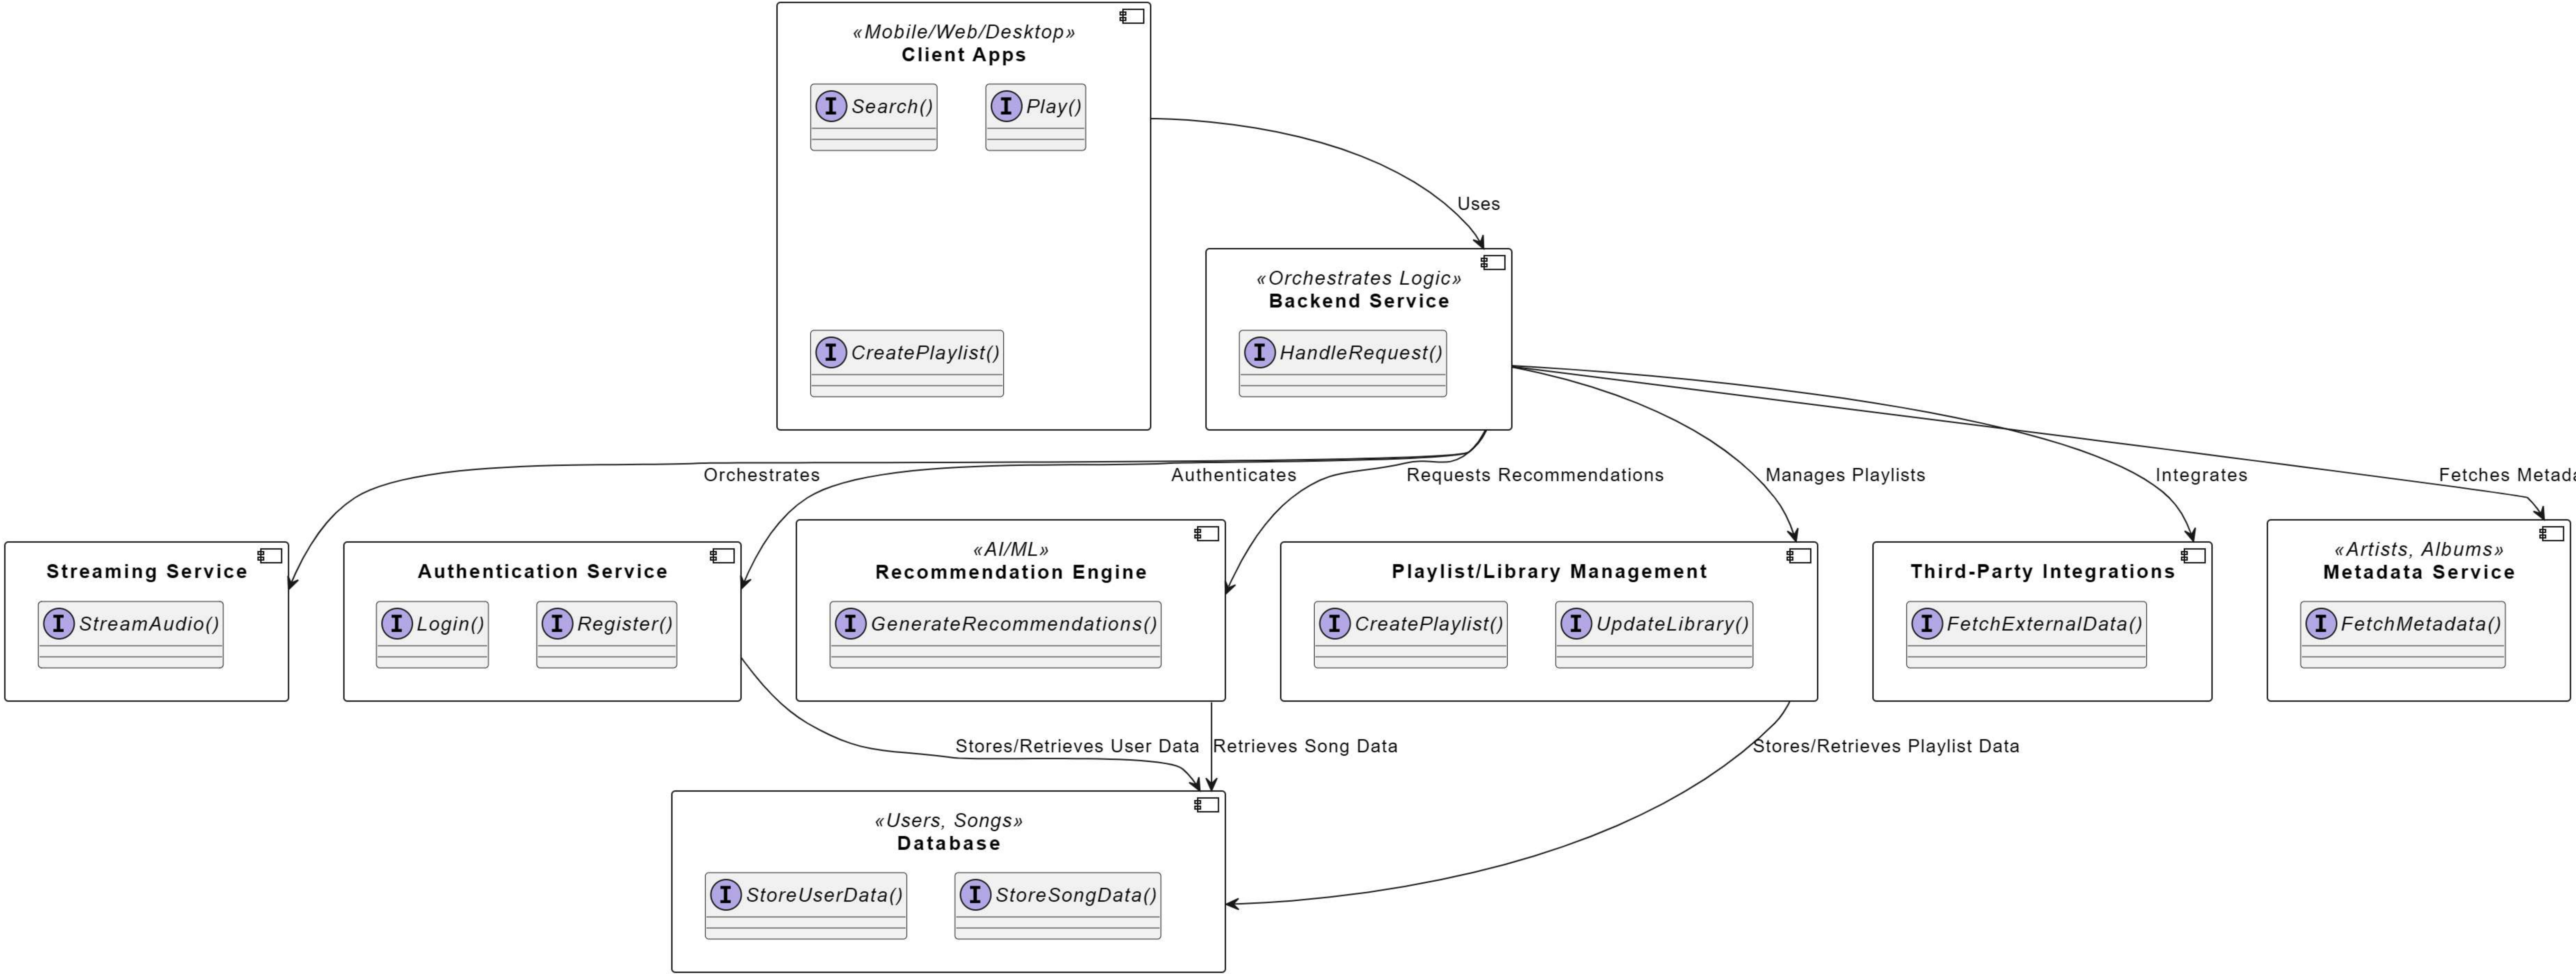 «Mobile/Web/Desktop»
Client Apps
I Search()
I Play()
Uses
«Orchestrates Logic»
Backend Service
I CreatePlaylist()
I HandleRequest()
Orchestrates
Authenticates
Requests Recommendations
Manages Playlists
Integrates
Fetches
Streaming Service
I StreamAudio()
Authentication Service
I Login()
I Register()
«AI/ML»
Recommendation Engine
I GenerateRecommendations()
Playlist/Library Management
I CreatePlaylist()
I UpdateLibrary()
Third-Party Integrations
I FetchExternalData()
«Artists, Albums»
Metadata Service
I FetchMetadata()
Stores/Retrieves User Data
Retrieves Song Data
Stores/Retrieves Playlist Data
«Users, Songs»
Database
I StoreUserData()
I StoreSongData()